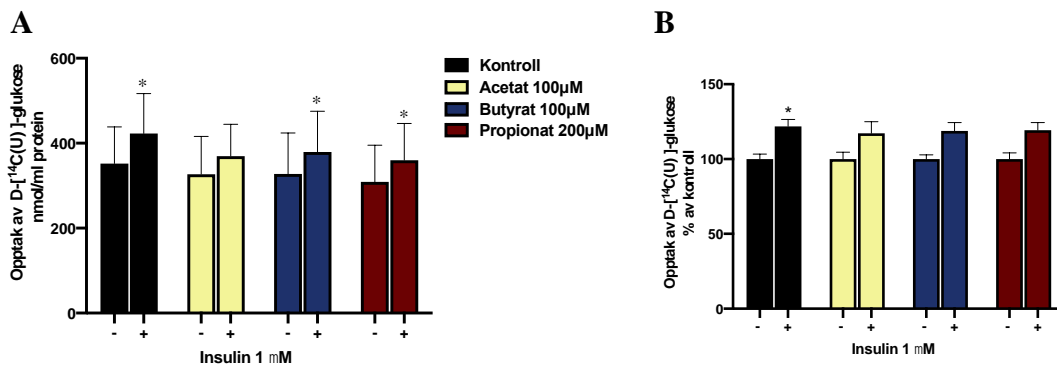 A
Opptak av D-[¹⁴C(U) ]-glukose
nmol/ml protein
600
400
200
0
*
*
*
- + - + - + - +
Insulin 1 mM
Kontroll
Acetat 100µM
Butyrat 100µM
Propionat 200µM
B
Opptak av D-[¹⁴C(U) ]-glukose
% av kontroll
150
100
50
0
*
- + - + - + - +
Insulin 1 mM